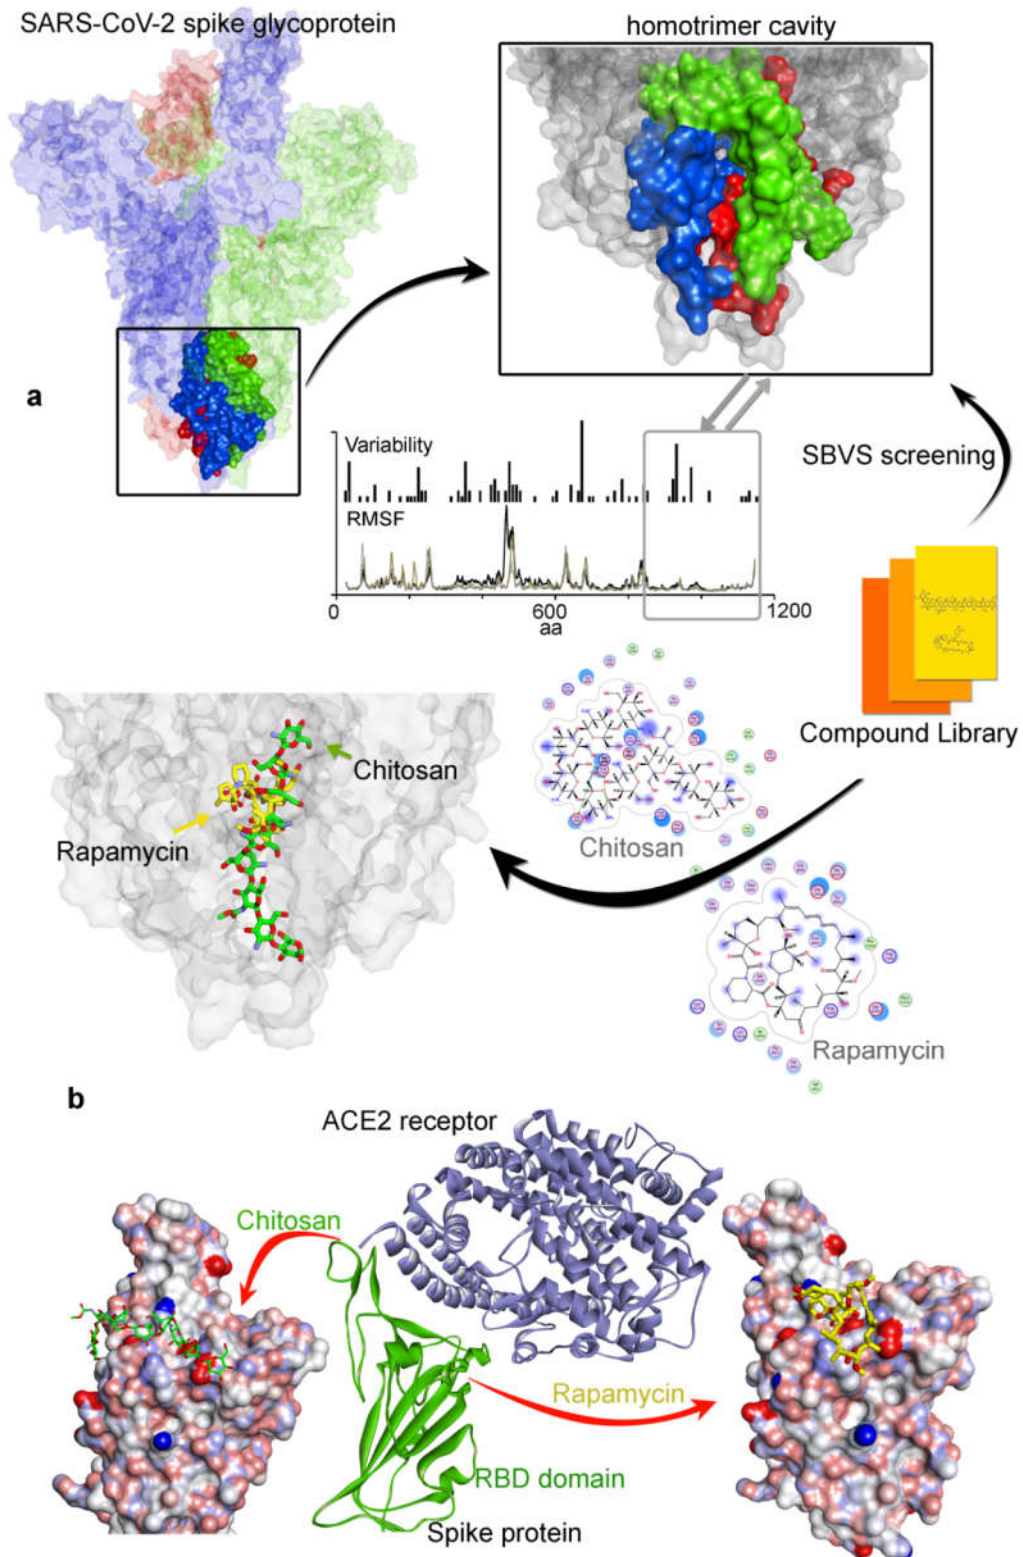 SARS-CoV-2 spike glycoprotein
homotrimer cavity
a
Variability
RMSF
0
600
1200
aa
SBVS screening
Compound Library
Chitosan
Rapamycin
Chitosan
Rapamycin
b
ACE2 receptor
Chitosan
Rapamycin
RBD domain
Spike protein